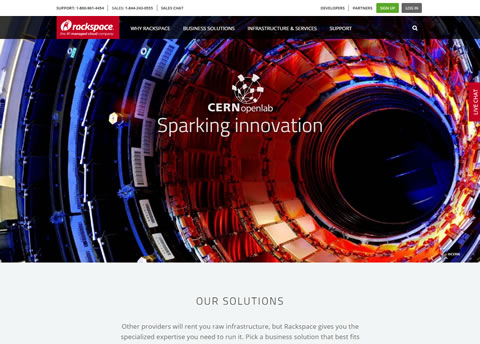 SUPPORT: 1-800-961-4454 SALES: 1-844-243-0555 SALES CHAT DEVELOPERS PARTNERS SIGN UP LOG IN
rackspace
the #1 managed cloud company
WHY RACKSPACE BUSINESS SOLUTIONS INFRASTRUCTURE & SERVICES SUPPORT
LIVE CHAT
CERN openlab
Sparking innovation
OUR SOLUTIONS
Other providers will rent you raw infrastructure, but Rackspace gives you the
specialized expertise you need to run it. Pick a business solution that best fits